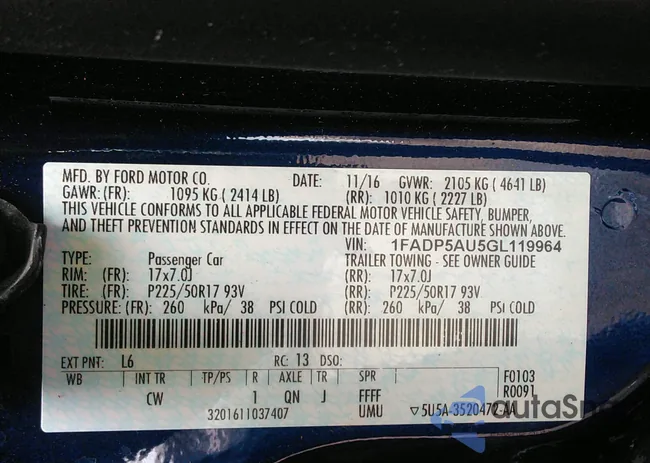 MFD. BY FORD MOTOR CO. DATE: 11/16 GVWR: 2105 KG ( 4641 LB)
GAWR: (FR): 1095 KG ( 2414 LB) (RR): 1010 KG ( 2227 LB)
THIS VEHICLE CONFORMS TO ALL APPLICABLE FEDERAL MOTOR VEHICLE SAFETY, BUMPER,
AND THEFT PREVENTION STANDARDS IN EFFECT ON THE DATE OF MANUFACTURE SHOWN ABOVE.
VIN: 1FADP5AU5GL119964
TYPE: Passenger Car TRAILER TOWING - SEE OWNER GUIDE
RIM: (FR): 17x7.0J (RR): 17x7.0J
TIRE: (FR): P225/50R17 93V (RR): P225/50R17 93V
PRESSURE: (FR): 260 kPa/ 38 PSI COLD (RR): 260 kPa/ 38 PSI COLD
EXT PNT: L6 RC: 13 DSO: F0103
WB INT TR TP/PS R AXLE TR SPR R0091
CW 1 QN J FFFF
3201611037407 UMU ▽5U5A-3520472-AA